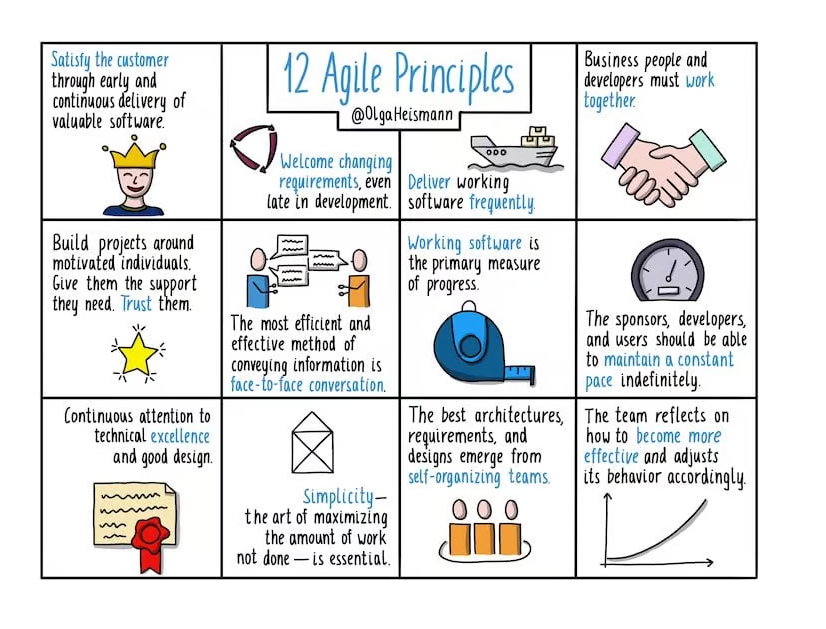 12 Agile Principles
@OlgaHeismann
Satisfy the customer
through early and
continuous delivery of
valuable software.
Welcome changing
requirements, even
late in development.
Deliver working
software frequently.
Business people and
developers must work
together.
Build projects around
motivated individuals.
Give them the support
they need. Trust them.
The most efficient and
effective method of
conveying information is
face-to-face conversation.
Working software is
the primary measure
of progress.
The sponsors, developers,
and users should be able
to maintain a constant
pace indefinitely.
Continuous attention to
technical excellence
and good design.
Simplicity—
the art of maximizing
the amount of work
not done — is essential.
The best architectures,
requirements, and
designs emerge from
self-organizing teams.
The team reflects on
how to become more
effective and adjusts
its behavior accordingly.